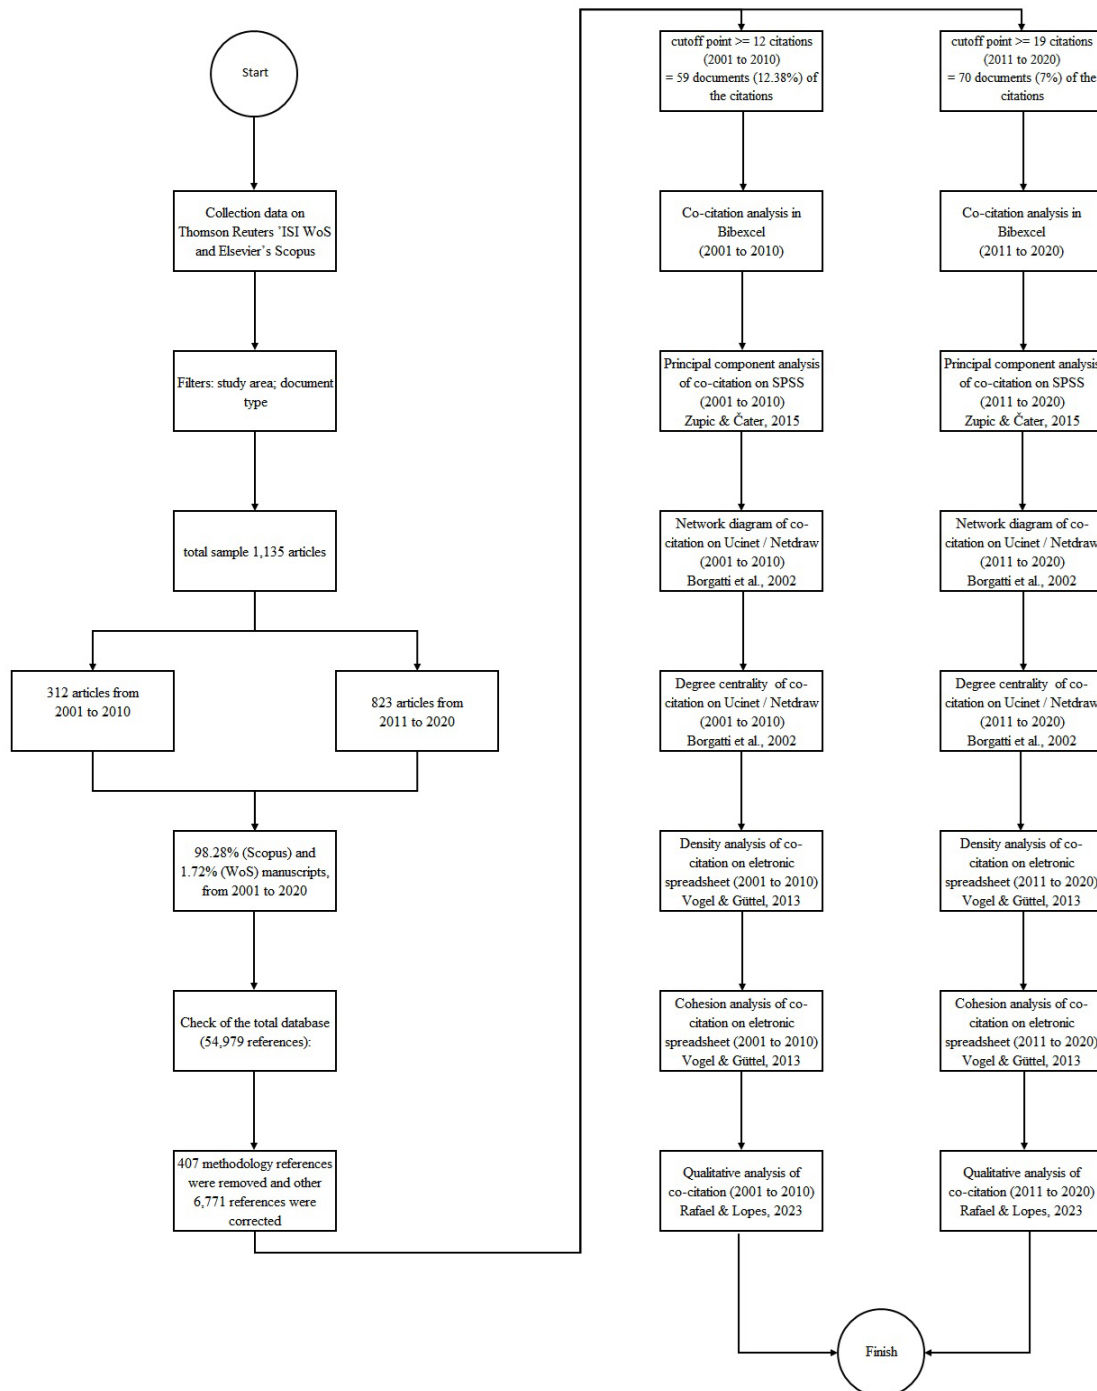 Start
Collection data on
Thomson Reuters 'ISI WoS
and Elsevier's Scopus
Filters: study area; document
type
total sample 1,135 articles
312 articles from
2001 to 2010
823 articles from
2011 to 2020
98.28% (Scopus) and
1.72% (WoS) manuscripts,
from 2001 to 2020
Check of the total database
(54,979 references):
407 methodology references
were removed and other
6,771 references were
corrected
cutoff point >= 12 citations
(2001 to 2010)
= 59 documents (12.38%) of
the citations
Co-citation analysis in
Bibexcel
(2001 to 2010)
Principal component analysis
of co-citation on SPSS
(2001 to 2010)
Zupic & Čater, 2015
Network diagram of co-
citation on Ucinet / Netdraw
(2001 to 2010)
Borgatti et al., 2002
Degree centrality of co-
citation on Ucinet / Netdraw
(2001 to 2010)
Borgatti et al., 2002
Density analysis of co-
citation on eletronic
spreadsheet (2001 to 2010)
Vogel & Güttel, 2013
Cohesion analysis of co-
citation on eletronic
spreadsheet (2001 to 2010)
Vogel & Güttel, 2013
Qualitative analysis of
co-citation (2001 to 2010)
Rafael & Lopes, 2023
cutoff point >= 19 citations
(2011 to 2020)
= 70 documents (7%) of the
citations
Co-citation analysis in
Bibexcel
(2011 to 2020)
Principal component analysis
of co-citation on SPSS
(2011 to 2020)
Zupic & Čater, 2015
Network diagram of co-
citation on Ucinet / Netdraw
(2011 to 2020)
Borgatti et al., 2002
Degree centrality of co-
citation on Ucinet / Netdraw
(2011 to 2020)
Borgatti et al., 2002
Density analysis of co-
citation on eletronic
spreadsheet (2011 to 2020)
Vogel & Güttel, 2013
Cohesion analysis of co-
citation on eletronic
spreadsheet (2011 to 2020)
Vogel & Güttel, 2013
Qualitative analysis of
co-citation (2011 to 2020)
Rafael & Lopes, 2023
Finish